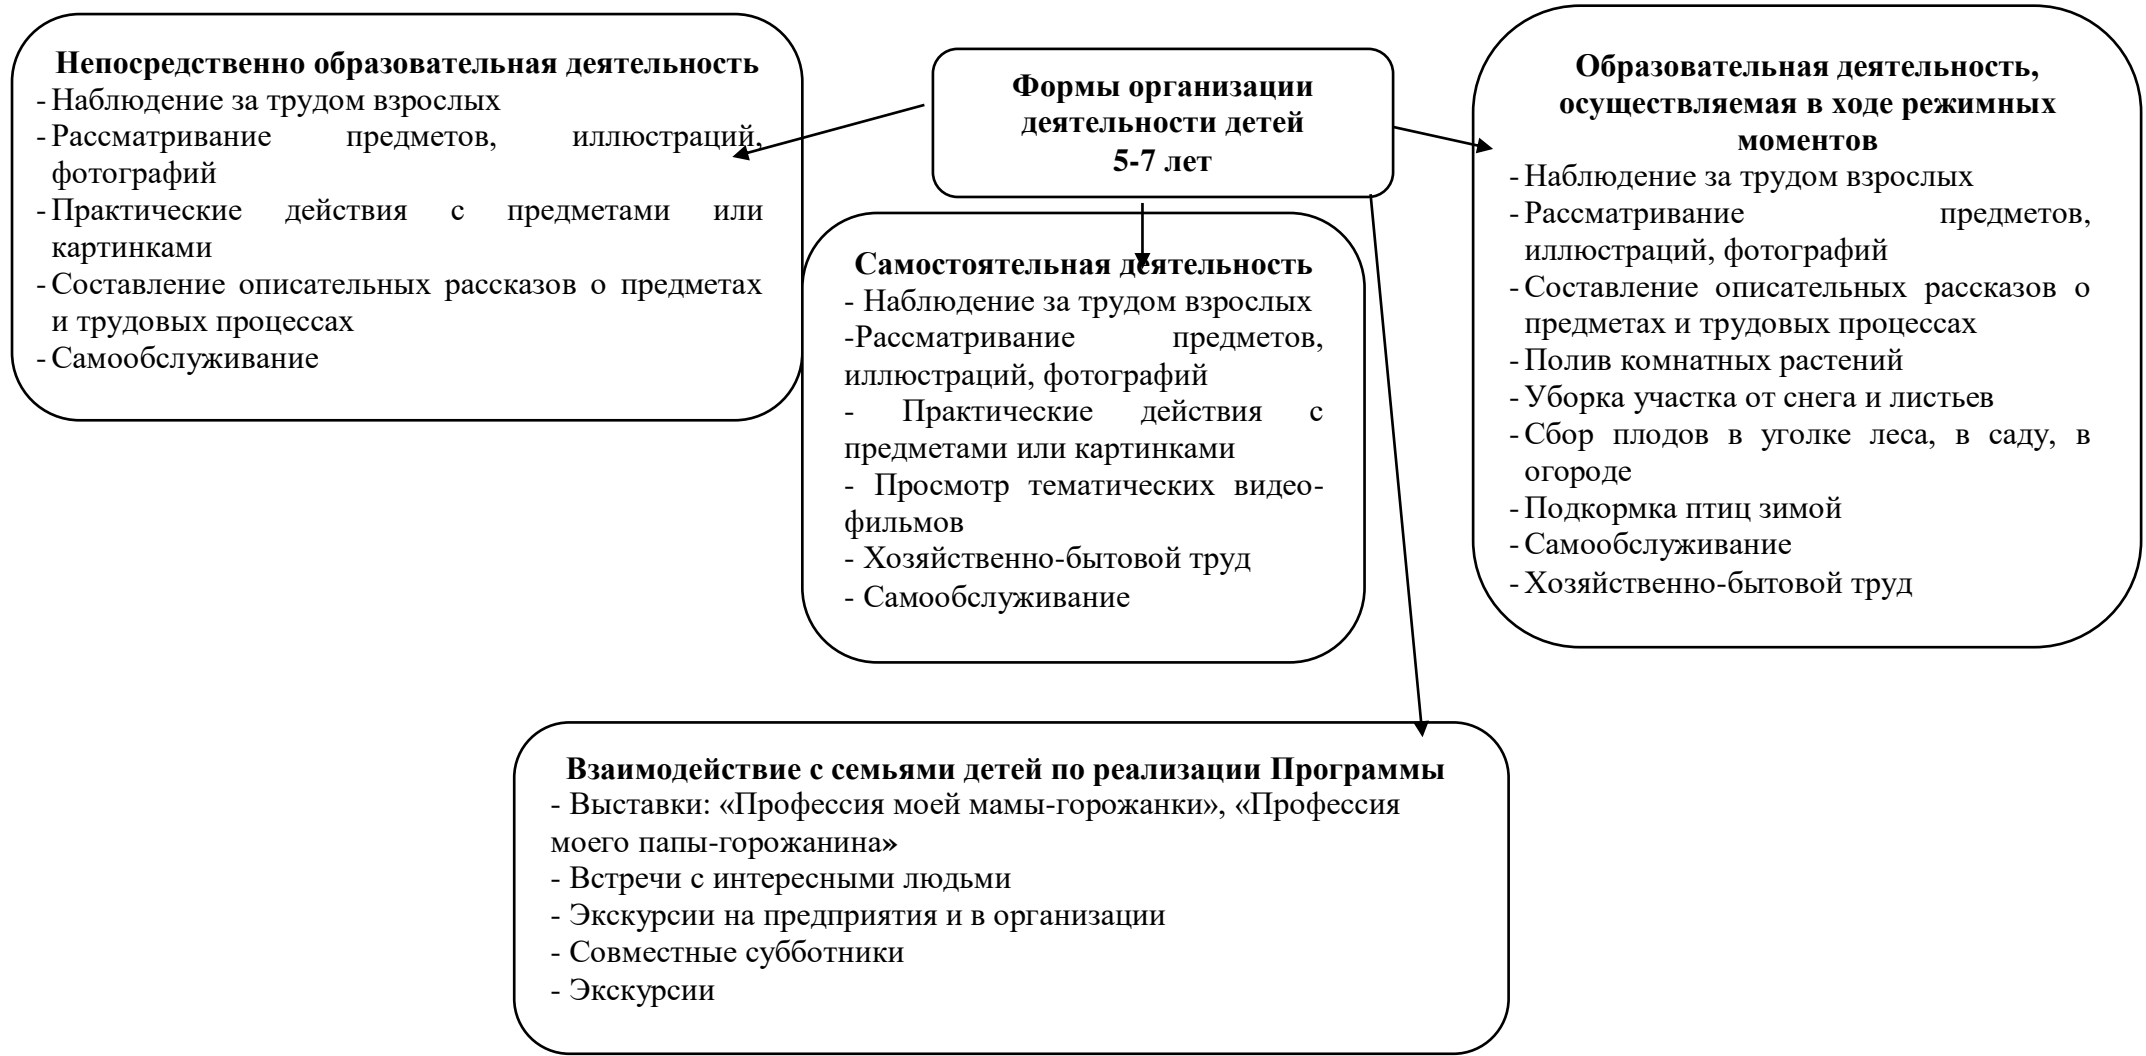 Непосредственно образовательная деятельность
- Наблюдение за трудом взрослых
- Рассматривание предметов, иллюстраций,
фотографий
- Практические действия с предметами или
картинками
- Составление описательных рассказов о предметах
и трудовых процессах
- Самообслуживание
Формы организации
деятельности детей
5-7 лет
Самостоятельная деятельность
- Наблюдение за трудом взрослых
-Рассматривание предметов,
иллюстраций, фотографий
- Практические действия с
предметами или картинками
- Просмотр тематических видео-
фильмов
- Хозяйственно-бытовой труд
- Самообслуживание
Образовательная деятельность,
осуществляемая в ходе режимных
моментов
- Наблюдение за трудом взрослых
- Рассматривание предметов,
иллюстраций, фотографий
- Составление описательных рассказов о
предметах и трудовых процессах
- Полив комнатных растений
- Уборка участка от снега и листьев
- Сбор плодов в уголке леса, в саду, в
огороде
- Подкормка птиц зимой
- Самообслуживание
- Хозяйственно-бытовой труд
Взаимодействие с семьями детей по реализации Программы
- Выставки: «Профессия моей мамы-горожанки», «Профессия
моего папы-горожанина»
- Встречи с интересными людьми
- Экскурсии на предприятия и в организации
- Совместные субботники
- Экскурсии